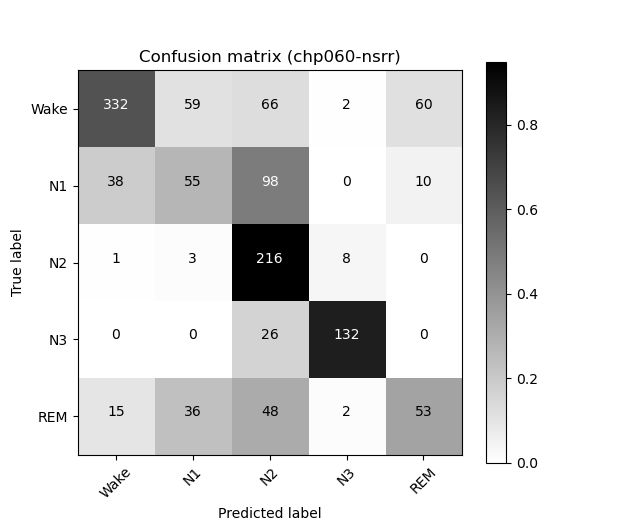 Confusion matrix (chp060-nsrr)
Wake 332 59 66 2 60
N1 38 55 98 0 10
N2 1 3 216 8 0
N3 0 0 26 132 0
REM 15 36 48 2 53
Wake N1 N2 N3 REM
True label
Predicted label
0.8
0.6
0.4
0.2
0.0